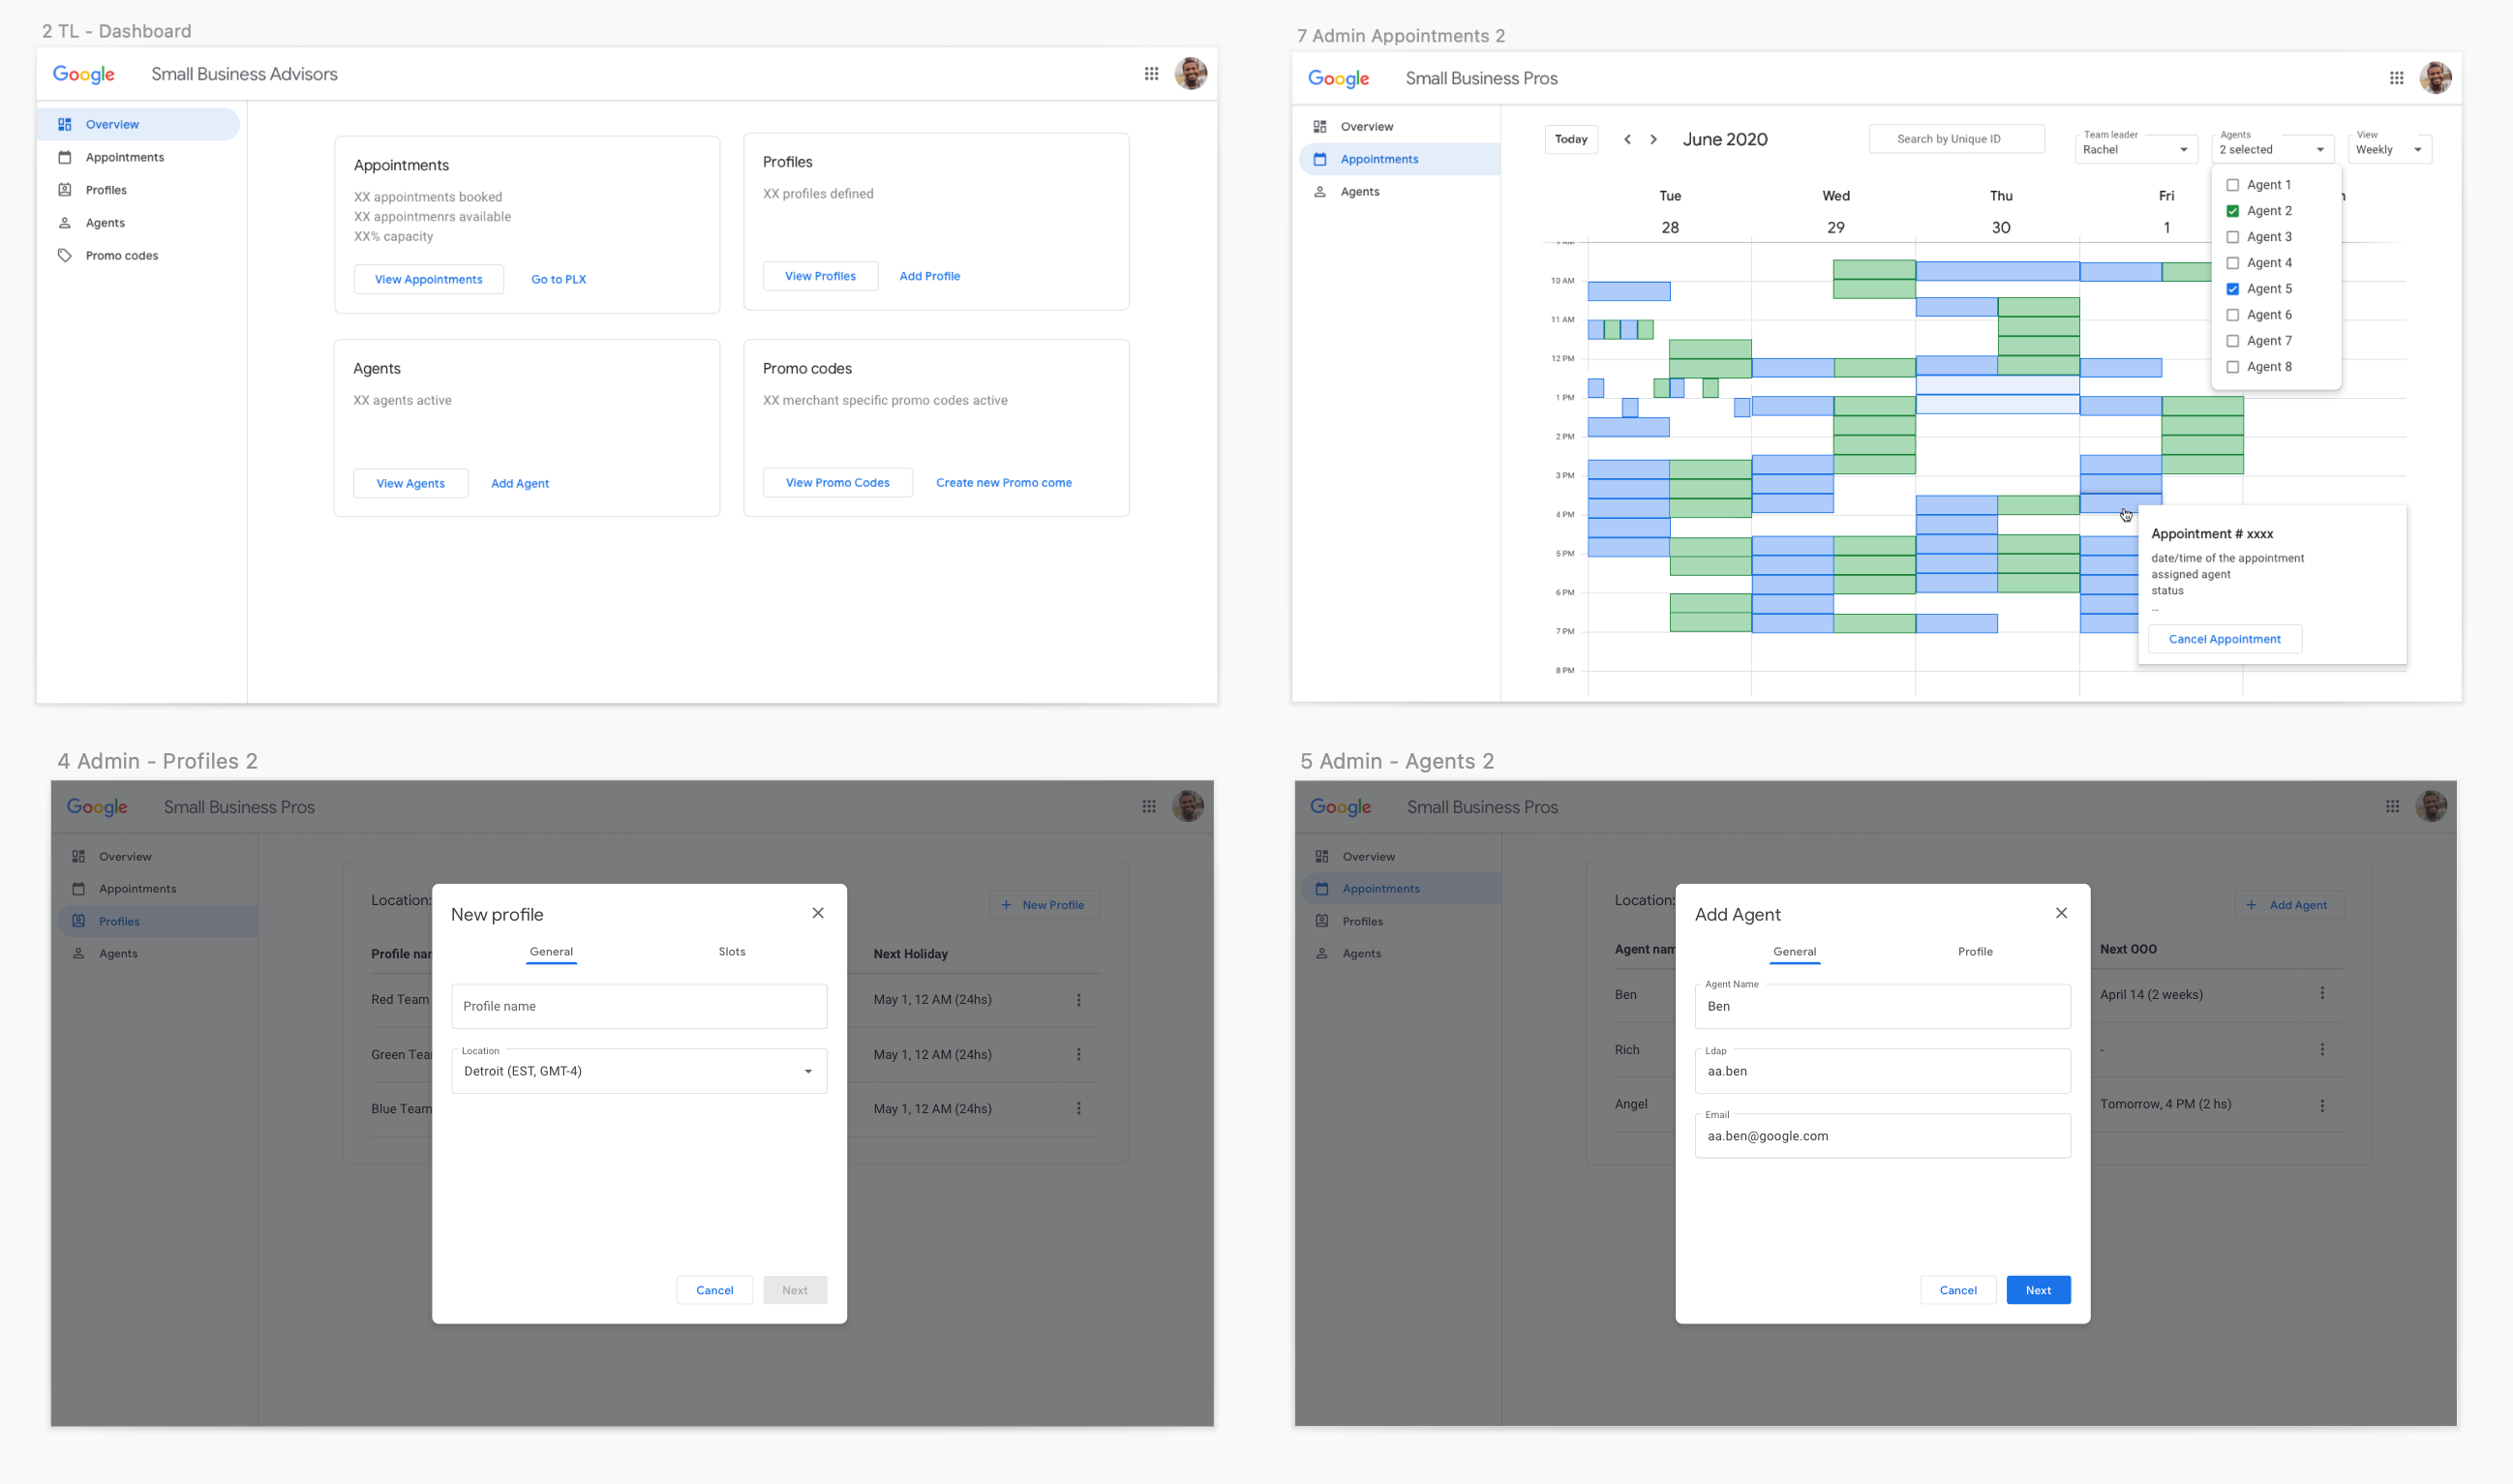 2 TL - Dashboard
Google Small Business Advisors
Overview
Appointments
Profiles
Agents
Promo codes
Appointments
XX appointments booked
XX appointmenrs available
XX% capacity
View Appointments Go to PLX
Profiles
XX profiles defined
View Profiles Add Profile
Agents
XX agents active
View Agents Add Agent
Promo codes
XX merchant specific promo codes active
View Promo Codes Create new Promo come
7 Admin Appointments 2
Google Small Business Pros
Overview
Appointments
Agents
Today June 2020
Search by Unique ID
Team leader
Rachel
Agents
2 selected
View
Weekly
Agent 1
Agent 2
Agent 3
Agent 4
Agent 5
Agent 6
Agent 7
Agent 8
Tue Wed Thu Fri
28 29 30 1
10 AM
11 AM
12 PM
1 PM
2 PM
3 PM
4 PM
5 PM
6 PM
7 PM
8 PM
Appointment # xxxx
date/time of the appointment
assigned agent
status
...
Cancel Appointment
4 Admin - Profiles 2
Google Small Business Pros
Overview
Appointments
Profiles
Agents
Location:
+ New Profile
Profile nam Next Holiday
Red Team May 1, 12 AM (24hs)
Green Tea May 1, 12 AM (24hs)
Blue Team May 1, 12 AM (24hs)
New profile
General Slots
Profile name
Location
Detroit (EST, GMT-4)
Cancel Next
5 Admin - Agents 2
Google Small Business Pros
Overview
Appointments
Profiles
Agents
Location:
+ Add Agent
Agent nam Next OOO
Ben April 14 (2 weeks)
Rich -
Angel Tomorrow, 4 PM (2 hs)
Add Agent
General Profile
Agent Name
Ben
Ldap
aa.ben
Email
aa.ben@google.com
Cancel Next